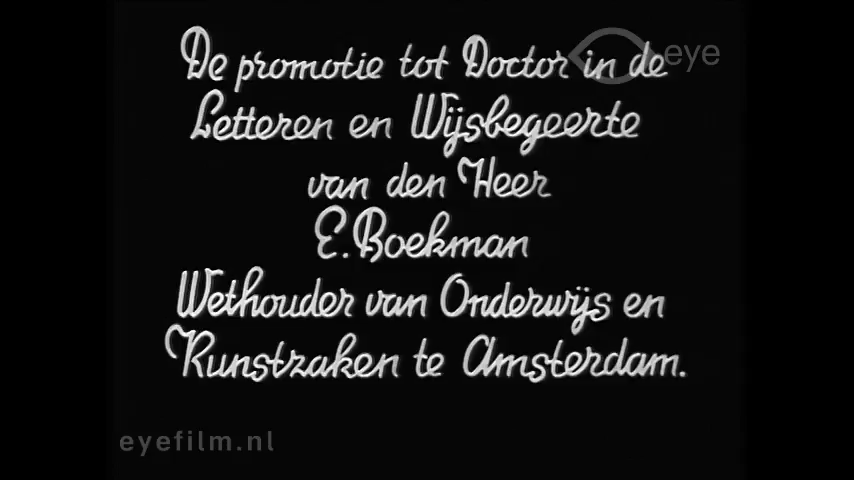 De promotie tot Doctor in de
eye
Letteren en Wijsbegeerte
van den Heer
E. Boekman
Wethouder van Onderwijs en
Kunstzaken te Amsterdam.
eyefilm.nl